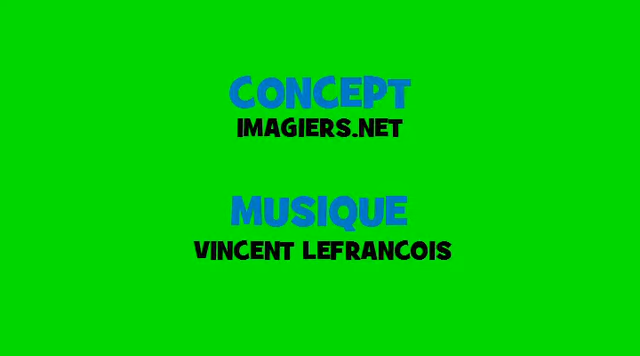 CONCEPT
IMAGIERS.NET
MUSIQUE
VINCENT LEFRANCOIS